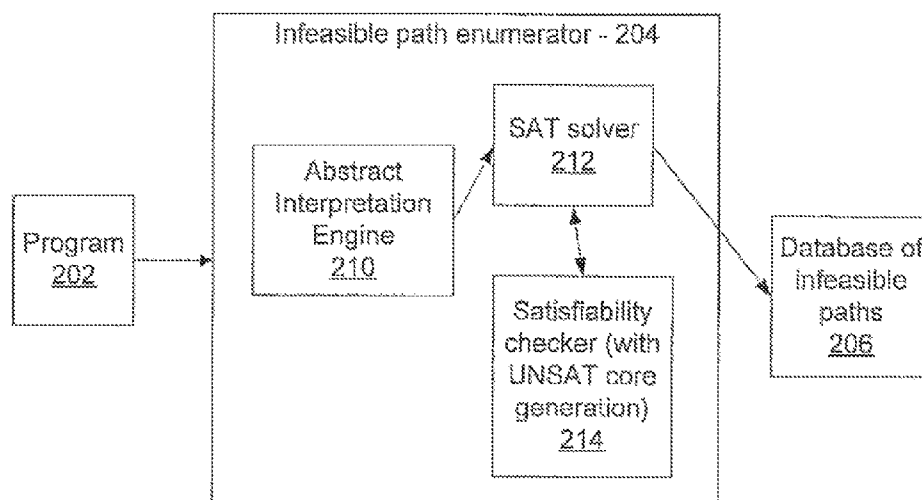 Infeasible path enumerator - 204
SAT solver
212
Abstract
Interpretation
Engine
210
Program
202
Database of
infeasible
paths
206
Satisfiability
checker (with
UNSAT core
generation)
214